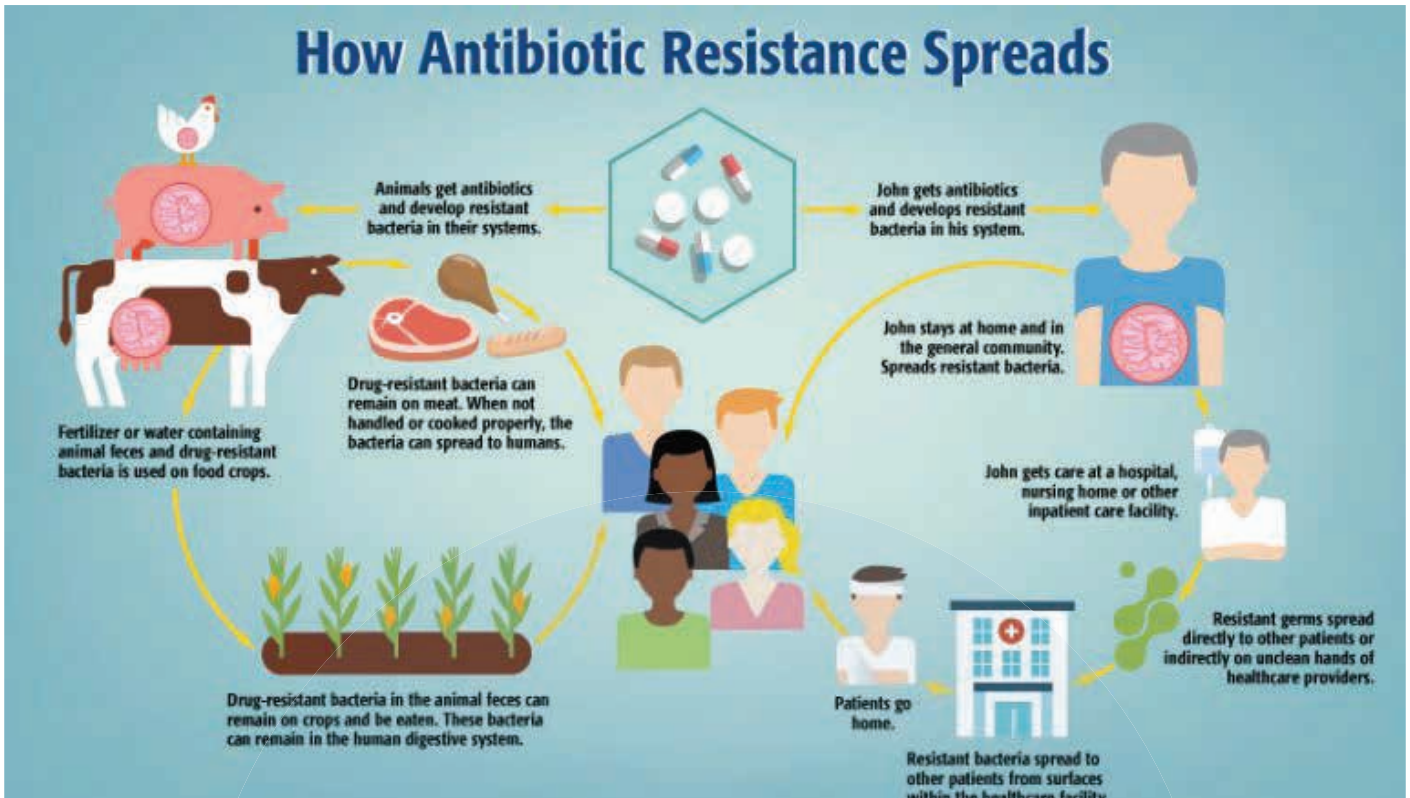 How Antibiotic Resistance Spreads
Animals get antibiotics
and develop resistant
bacteria in their systems.
John gets antibiotics
and develops resistant
bacteria in his system.
John stays at home and in
the general community.
Spreads resistant bacteria.
Drug-resistant bacteria can
remain on meat. When not
handled or cooked properly, the
bacteria can spread to humans.
Fertilizer or water containing
animal feces and drug-resistant
bacteria is used on food crops.
John gets care at a hospital,
nursing home or other
inpatient care facility.
Resistant germs spread
directly to other patients or
indirectly on unclean hands of
healthcare providers.
Drug-resistant bacteria in the animal feces can
remain on crops and be eaten. These bacteria
can remain in the human digestive system.
Patients go
home.
Resistant bacteria spread to
other patients from surfaces
within the healthcare facility